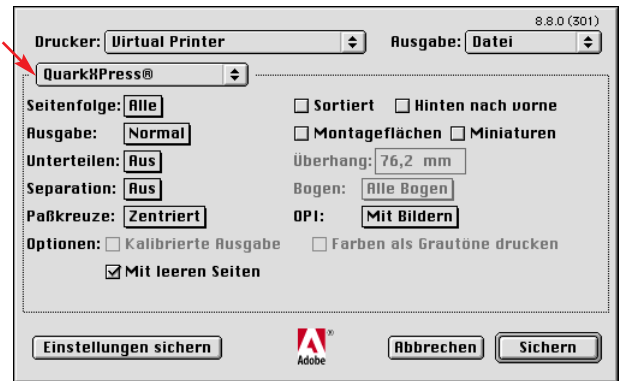 8.8.0 (301)
Drucker: Virtual Printer Ausgabe: Datei
QuarkXPress®
Seitenfolge: Alle Sortiert Hinten nach vorne
Ausgabe: Normal Montageflächen Miniaturen
Unterteilen: Aus Überhang: 76,2 mm
Separation: Aus Bogen: Alle Bogen
Paßkreuze: Zentriert OPI: Mit Bildern
Optionen: Kalibrierte Ausgabe Farben als Grautöne drucken
Mit leeren Seiten
Einstellungen sichern Adobe® Abbrechen Sichern